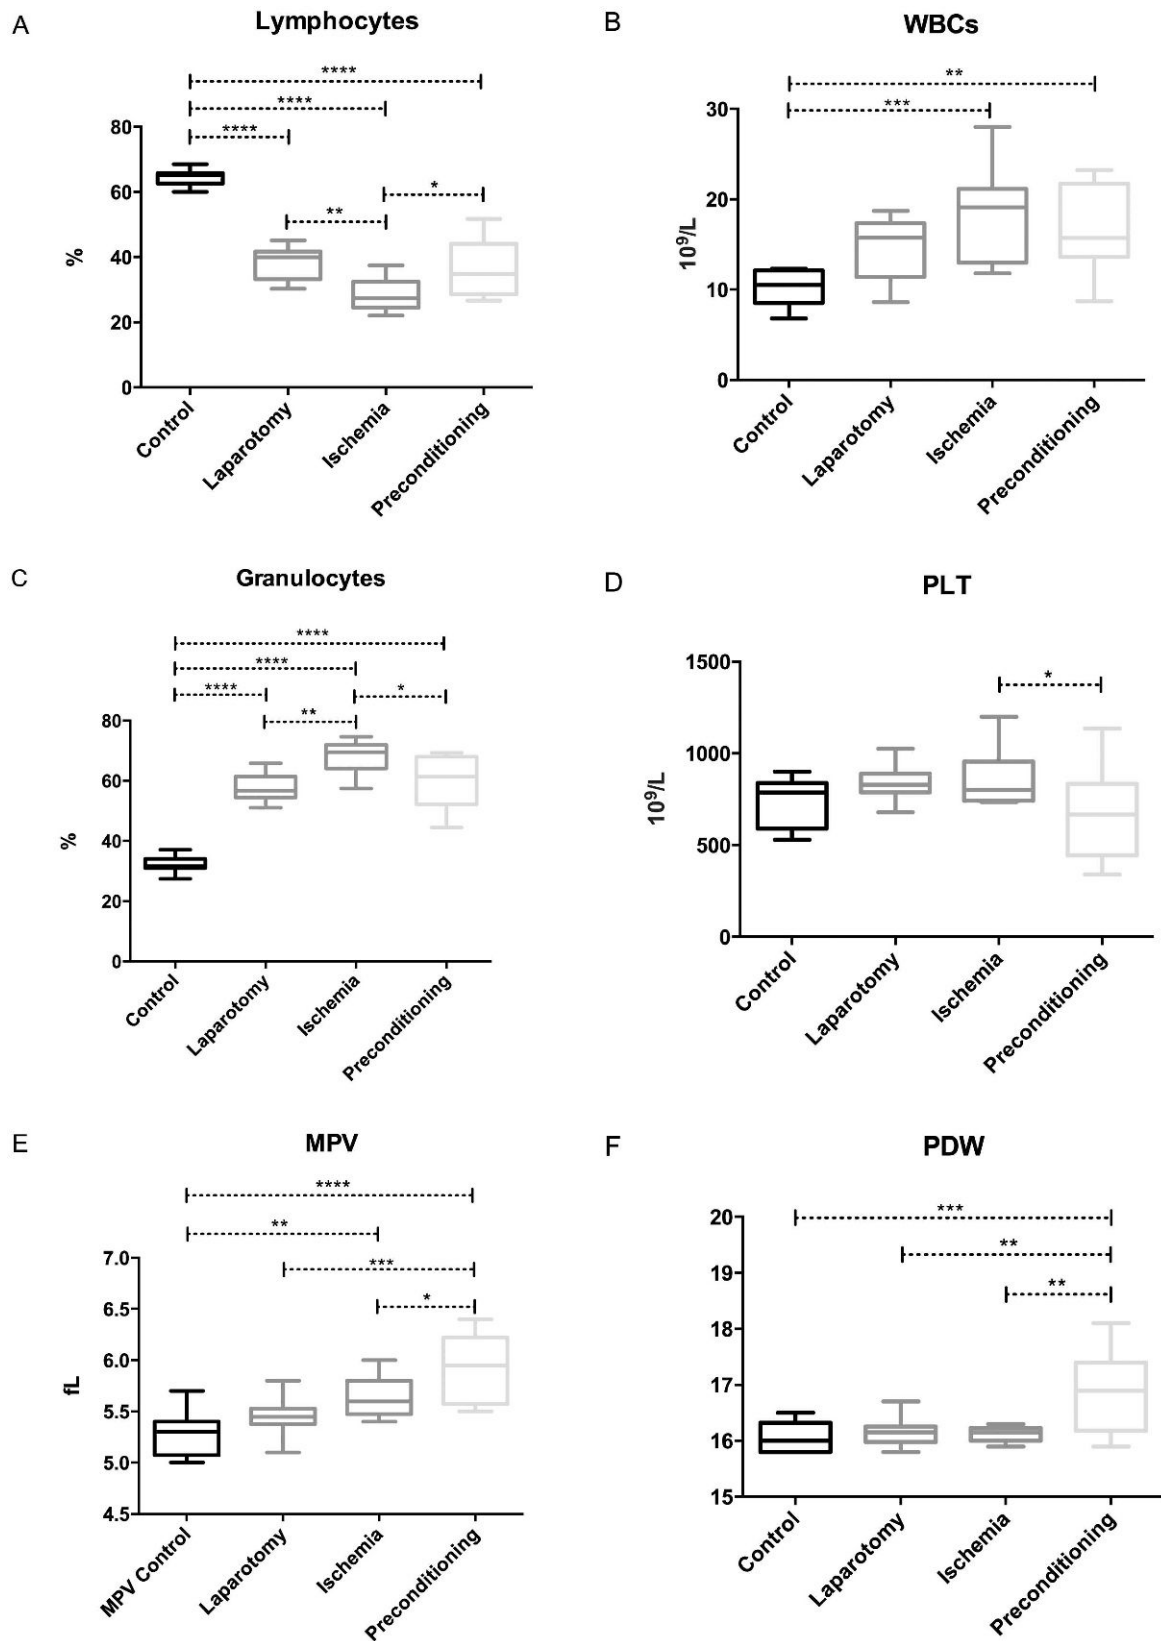 A
Lymphocytes
****
****
****
*
**
80
60
40
20
0
%
Control
Laparotomy
Ischemia
Preconditioning
B
WBCs
**
***
30
20
10
0
10⁹/L
Control
Laparotomy
Ischemia
Preconditioning
C
Granulocytes
****
****
****
*
**
80
60
40
20
0
%
Control
Laparotomy
Ischemia
Preconditioning
D
PLT
*
1500
1000
500
0
10⁹/L
Control
Laparotomy
Ischemia
Preconditioning
E
MPV
****
**
***
*
7.0
6.5
6.0
5.5
5.0
4.5
fL
MPV Control
Laparotomy
Ischemia
Preconditioning
F
PDW
***
**
**
20
19
18
17
16
15
Control
Laparotomy
Ischemia
Preconditioning